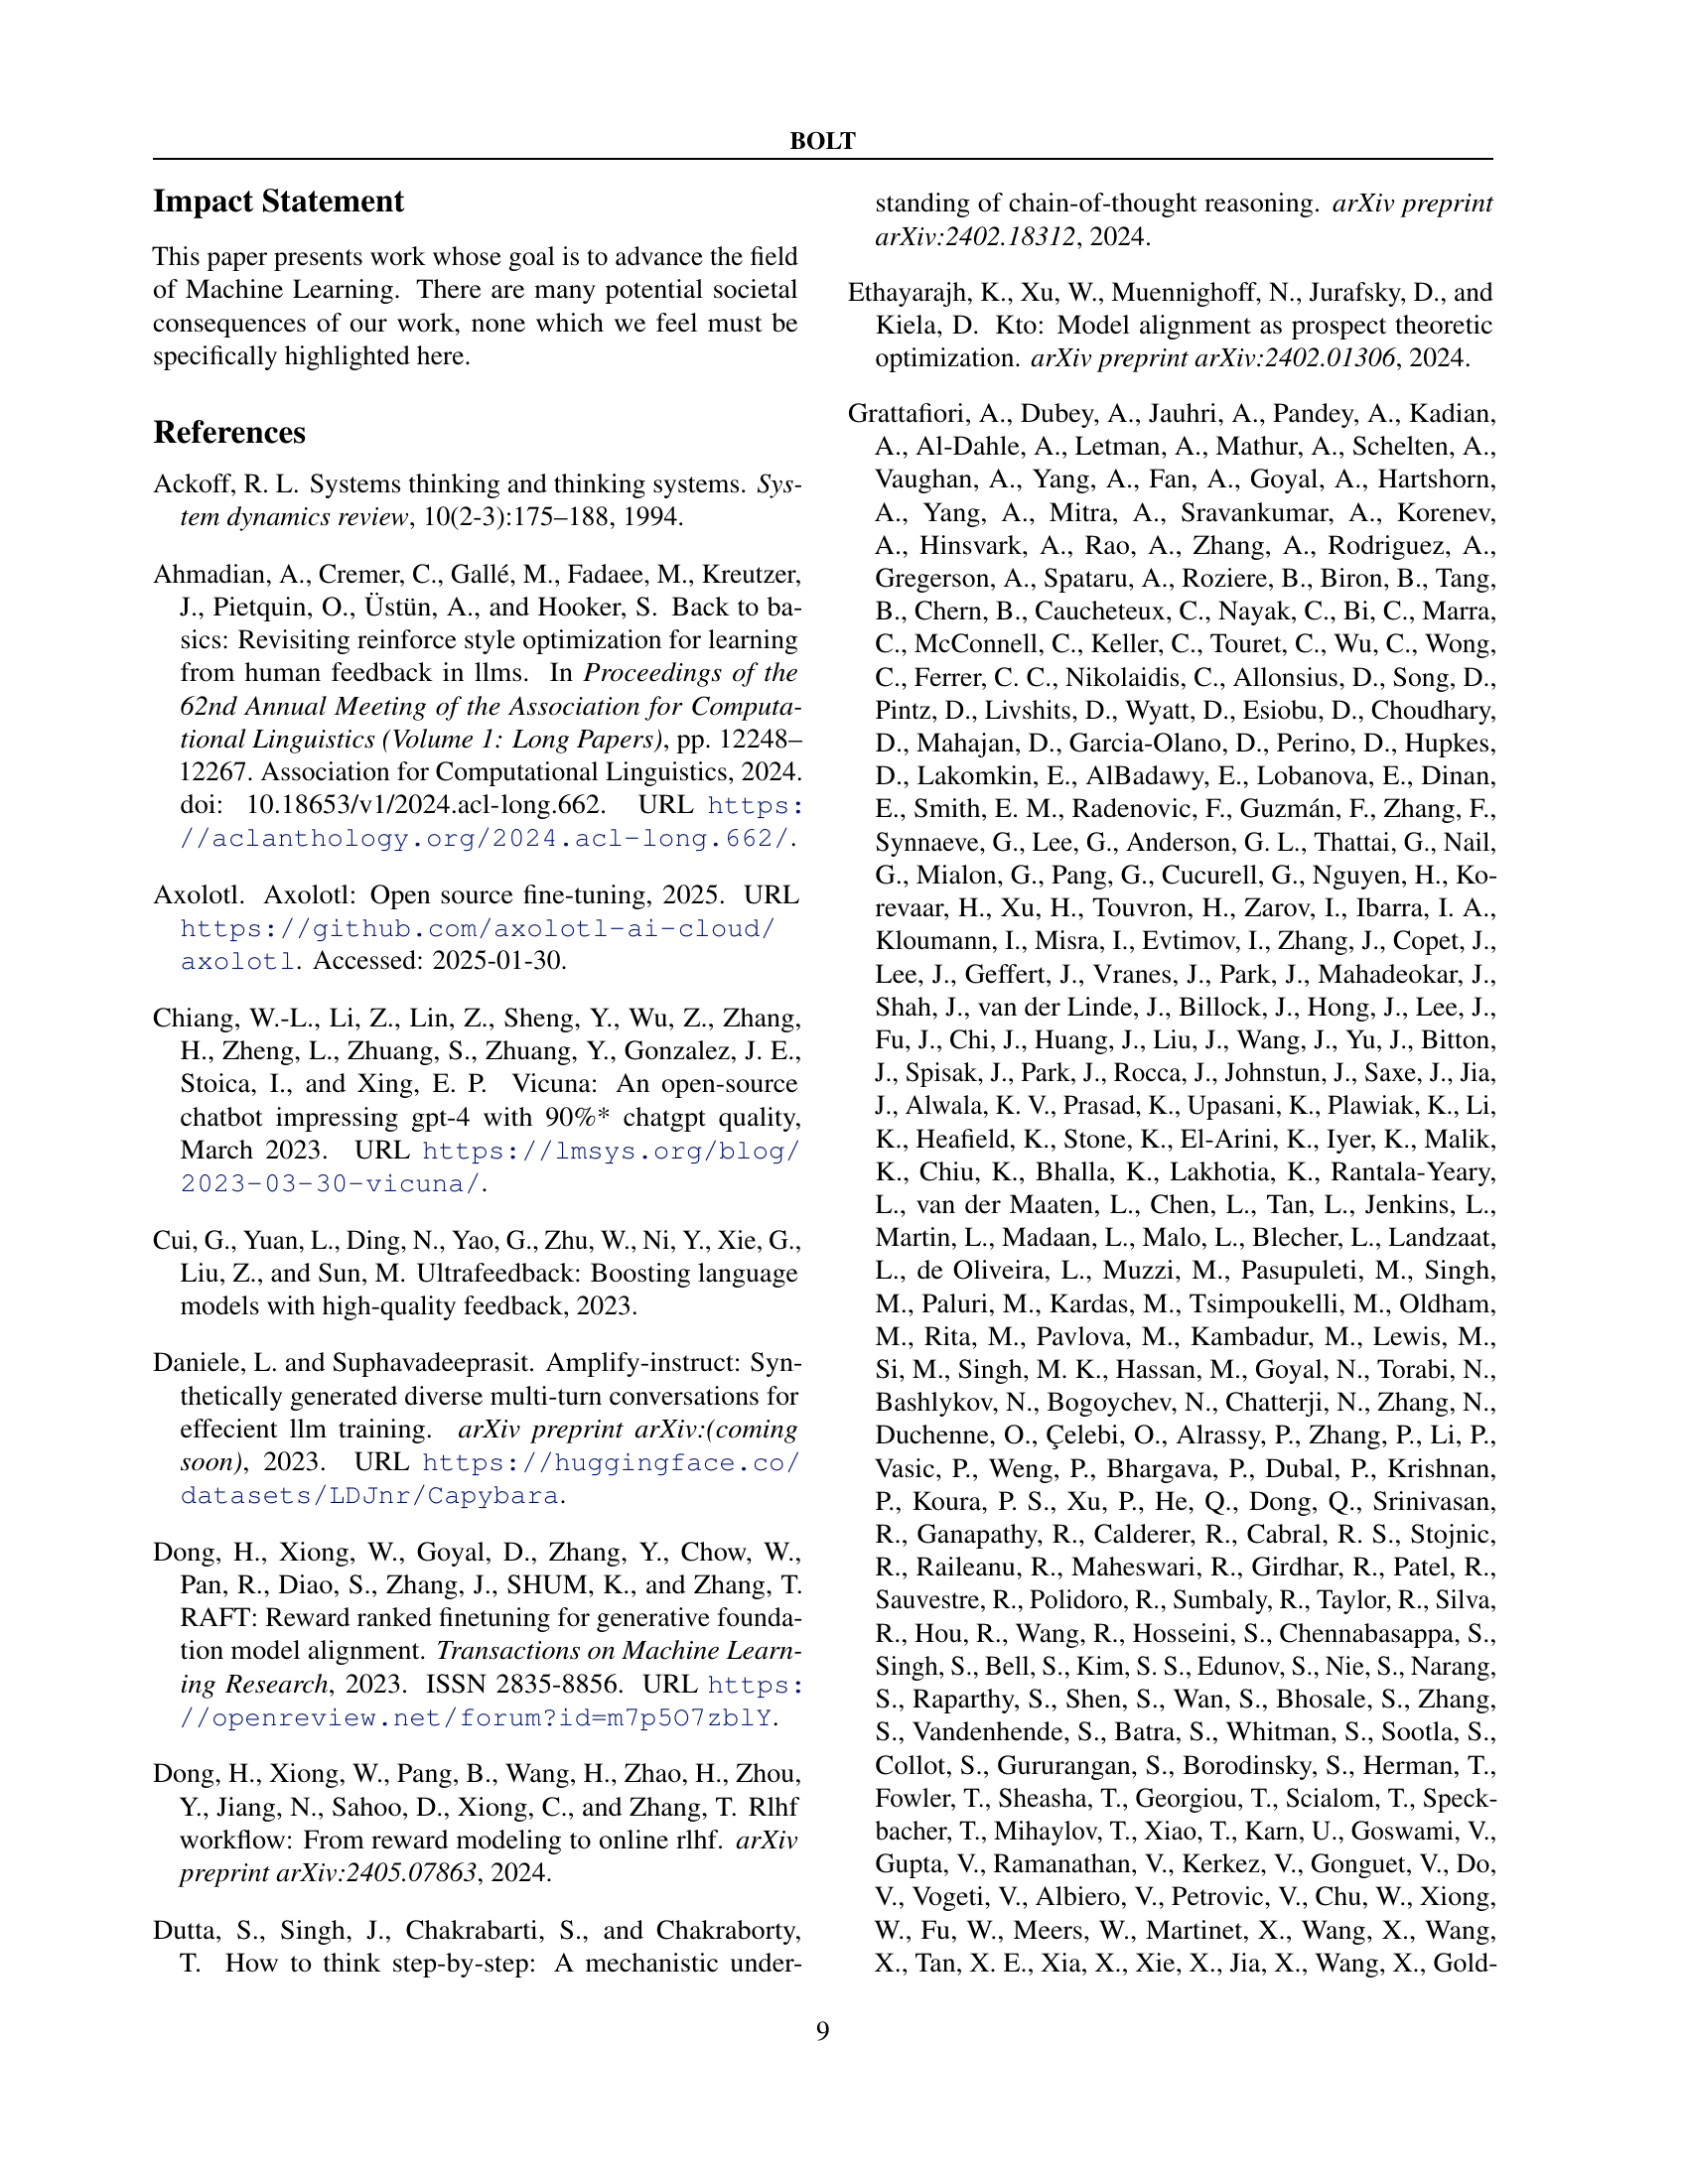 BOLT
Impact Statement
This paper presents work whose goal is to advance the field
of Machine Learning. There are many potential societal
consequences of our work, none which we feel must be
specifically highlighted here.
References
Ackoff, R. L. Systems thinking and thinking systems. Sys-
tem dynamics review, 10(2-3):175–188, 1994.
Ahmadian, A., Cremer, C., Gallé, M., Fadaee, M., Kreutzer,
J., Pietquin, O., Üstün, A., and Hooker, S. Back to ba-
sics: Revisiting reinforce style optimization for learning
from human feedback in llms. In Proceedings of the
62nd Annual Meeting of the Association for Computa-
tional Linguistics (Volume 1: Long Papers), pp. 12248–
12267. Association for Computational Linguistics, 2024.
doi: 10.18653/v1/2024.acl-long.662. URL https:
//aclanthology.org/2024.acl-long.662/.
Axolotl. Axolotl: Open source fine-tuning, 2025. URL
https://github.com/axolotl-ai-cloud/
axolotl. Accessed: 2025-01-30.
Chiang, W.-L., Li, Z., Lin, Z., Sheng, Y., Wu, Z., Zhang,
H., Zheng, L., Zhuang, S., Zhuang, Y., Gonzalez, J. E.,
Stoica, I., and Xing, E. P. Vicuna: An open-source
chatbot impressing gpt-4 with 90%* chatgpt quality,
March 2023. URL https://lmsys.org/blog/
2023-03-30-vicuna/.
Cui, G., Yuan, L., Ding, N., Yao, G., Zhu, W., Ni, Y., Xie, G.,
Liu, Z., and Sun, M. Ultrafeedback: Boosting language
models with high-quality feedback, 2023.
Daniele, L. and Suphavadeeprasit. Amplify-instruct: Syn-
thetically generated diverse multi-turn conversations for
effecient llm training. arXiv preprint arXiv:(coming
soon), 2023. URL https://huggingface.co/
datasets/LDJnr/Capybara.
Dong, H., Xiong, W., Goyal, D., Zhang, Y., Chow, W.,
Pan, R., Diao, S., Zhang, J., SHUM, K., and Zhang, T.
RAFT: Reward ranked finetuning for generative founda-
tion model alignment. Transactions on Machine Learn-
ing Research, 2023. ISSN 2835-8856. URL https:
//openreview.net/forum?id=m7p5O7zblY.
Dong, H., Xiong, W., Pang, B., Wang, H., Zhao, H., Zhou,
Y., Jiang, N., Sahoo, D., Xiong, C., and Zhang, T. Rlhf
workflow: From reward modeling to online rlhf. arXiv
preprint arXiv:2405.07863, 2024.
Dutta, S., Singh, J., Chakrabarti, S., and Chakraborty,
T. How to think step-by-step: A mechanistic under-
standing of chain-of-thought reasoning. arXiv preprint
arXiv:2402.18312, 2024.
Ethayarajh, K., Xu, W., Muennighoff, N., Jurafsky, D., and
Kiela, D. Kto: Model alignment as prospect theoretic
optimization. arXiv preprint arXiv:2402.01306, 2024.
Grattafiori, A., Dubey, A., Jauhri, A., Pandey, A., Kadian,
A., Al-Dahle, A., Letman, A., Mathur, A., Schelten, A.,
Vaughan, A., Yang, A., Fan, A., Goyal, A., Hartshorn,
A., Yang, A., Mitra, A., Sravankumar, A., Korenev,
A., Hinsvark, A., Rao, A., Zhang, A., Rodriguez, A.,
Gregerson, A., Spataru, A., Roziere, B., Biron, B., Tang,
B., Chern, B., Caucheteux, C., Nayak, C., Bi, C., Marra,
C., McConnell, C., Keller, C., Touret, C., Wu, C., Wong,
C., Ferrer, C. C., Nikolaidis, C., Allonsius, D., Song, D.,
Pintz, D., Livshits, D., Wyatt, D., Esiobu, D., Choudhary,
D., Mahajan, D., Garcia-Olano, D., Perino, D., Hupkes,
D., Lakomkin, E., AlBadawy, E., Lobanova, E., Dinan,
E., Smith, E. M., Radenovic, F., Guzmán, F., Zhang, F.,
Synnaeve, G., Lee, G., Anderson, G. L., Thattai, G., Nail,
G., Mialon, G., Pang, G., Cucurell, G., Nguyen, H., Ko-
revaar, H., Xu, H., Touvron, H., Zarov, I., Ibarra, I. A.,
Kloumann, I., Misra, I., Evtimov, I., Zhang, J., Copet, J.,
Lee, J., Geffert, J., Vranes, J., Park, J., Mahadeokar, J.,
Shah, J., van der Linde, J., Billock, J., Hong, J., Lee, J.,
Fu, J., Chi, J., Huang, J., Liu, J., Wang, J., Yu, J., Bitton,
J., Spisak, J., Park, J., Rocca, J., Johnstun, J., Saxe, J., Jia,
J., Alwala, K. V., Prasad, K., Upasani, K., Plawiak, K., Li,
K., Heafield, K., Stone, K., El-Arini, K., Iyer, K., Malik,
K., Chiu, K., Bhalla, K., Lakhotia, K., Rantala-Yeary,
L., van der Maaten, L., Chen, L., Tan, L., Jenkins, L.,
Martin, L., Madaan, L., Malo, L., Blecher, L., Landzaat,
L., de Oliveira, L., Muzzi, M., Pasupuleti, M., Singh,
M., Paluri, M., Kardas, M., Tsimpoukelli, M., Oldham,
M., Rita, M., Pavlova, M., Kambadur, M., Lewis, M.,
Si, M., Singh, M. K., Hassan, M., Goyal, N., Torabi, N.,
Bashlykov, N., Bogoychev, N., Chatterji, N., Zhang, N.,
Duchenne, O., Çelebi, O., Alrassy, P., Zhang, P., Li, P.,
Vasic, P., Weng, P., Bhargava, P., Dubal, P., Krishnan,
P., Koura, P. S., Xu, P., He, Q., Dong, Q., Srinivasan,
R., Ganapathy, R., Calderer, R., Cabral, R. S., Stojnic,
R., Raileanu, R., Maheswari, R., Girdhar, R., Patel, R.,
Sauvestre, R., Polidoro, R., Sumbaly, R., Taylor, R., Silva,
R., Hou, R., Wang, R., Hosseini, S., Chennabasappa, S.,
Singh, S., Bell, S., Kim, S. S., Edunov, S., Nie, S., Narang,
S., Raparthy, S., Shen, S., Wan, S., Bhosale, S., Zhang,
S., Vandenhende, S., Batra, S., Whitman, S., Sootla, S.,
Collot, S., Gururangan, S., Borodinsky, S., Herman, T.,
Fowler, T., Sheasha, T., Georgiou, T., Scialom, T., Speck-
bacher, T., Mihaylov, T., Xiao, T., Karn, U., Goswami, V.,
Gupta, V., Ramanathan, V., Kerkez, V., Gonguet, V., Do,
V., Vogeti, V., Albiero, V., Petrovic, V., Chu, W., Xiong,
W., Fu, W., Meers, W., Martinet, X., Wang, X., Wang,
X., Tan, X. E., Xia, X., Xie, X., Jia, X., Wang, X., Gold-
9